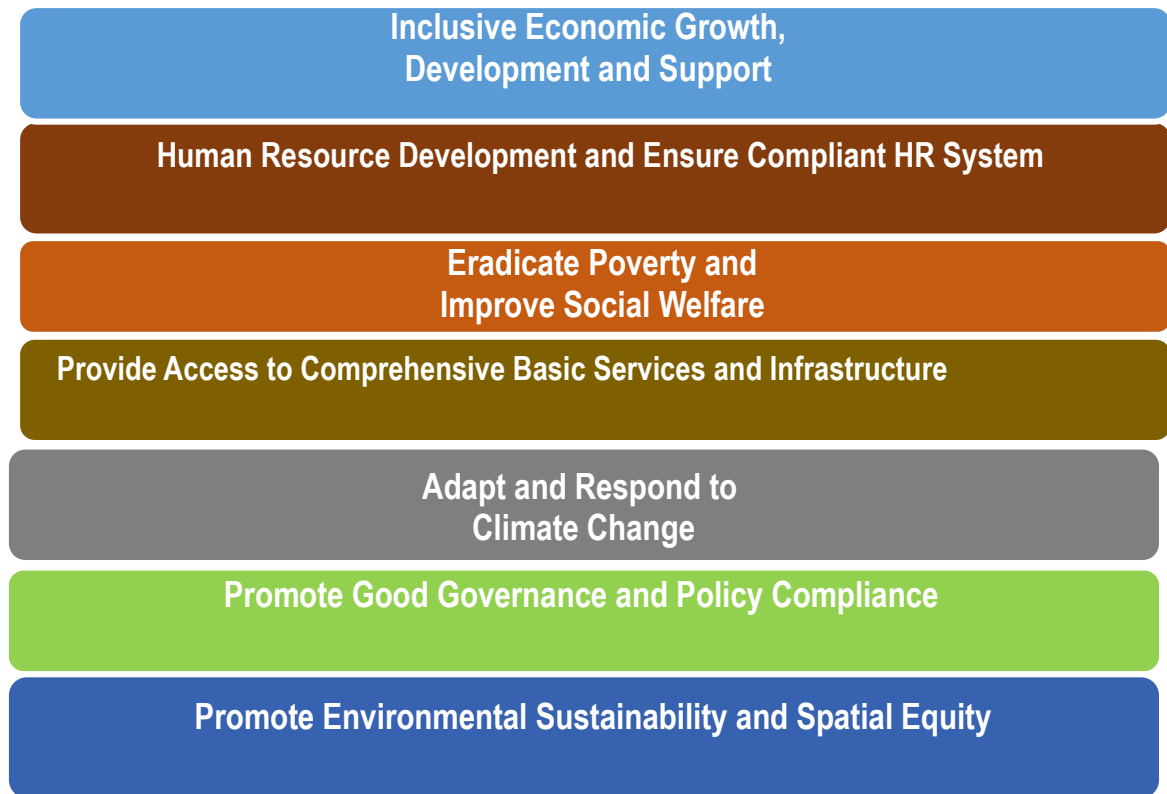 Inclusive Economic Growth,
Development and Support
Human Resource Development and Ensure Compliant HR System
Eradicate Poverty and
Improve Social Welfare
Provide Access to Comprehensive Basic Services and Infrastructure
Adapt and Respond to
Climate Change
Promote Good Governance and Policy Compliance
Promote Environmental Sustainability and Spatial Equity